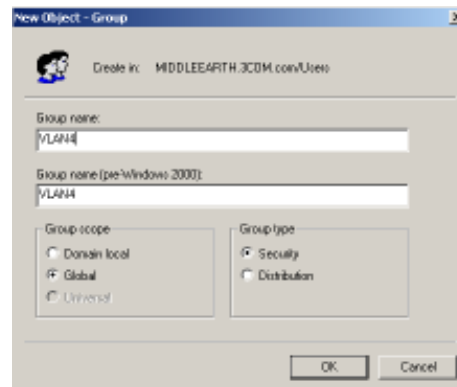 New Object - Group
Create in: MIDDLEEARTH.3COM.com/Users
Group name:
VLAN4
Group name (pre-Windows 2000):
VLAN4
Group scope
Domain local
Global
Universal
Group type
Security
Distribution
OK
Cancel